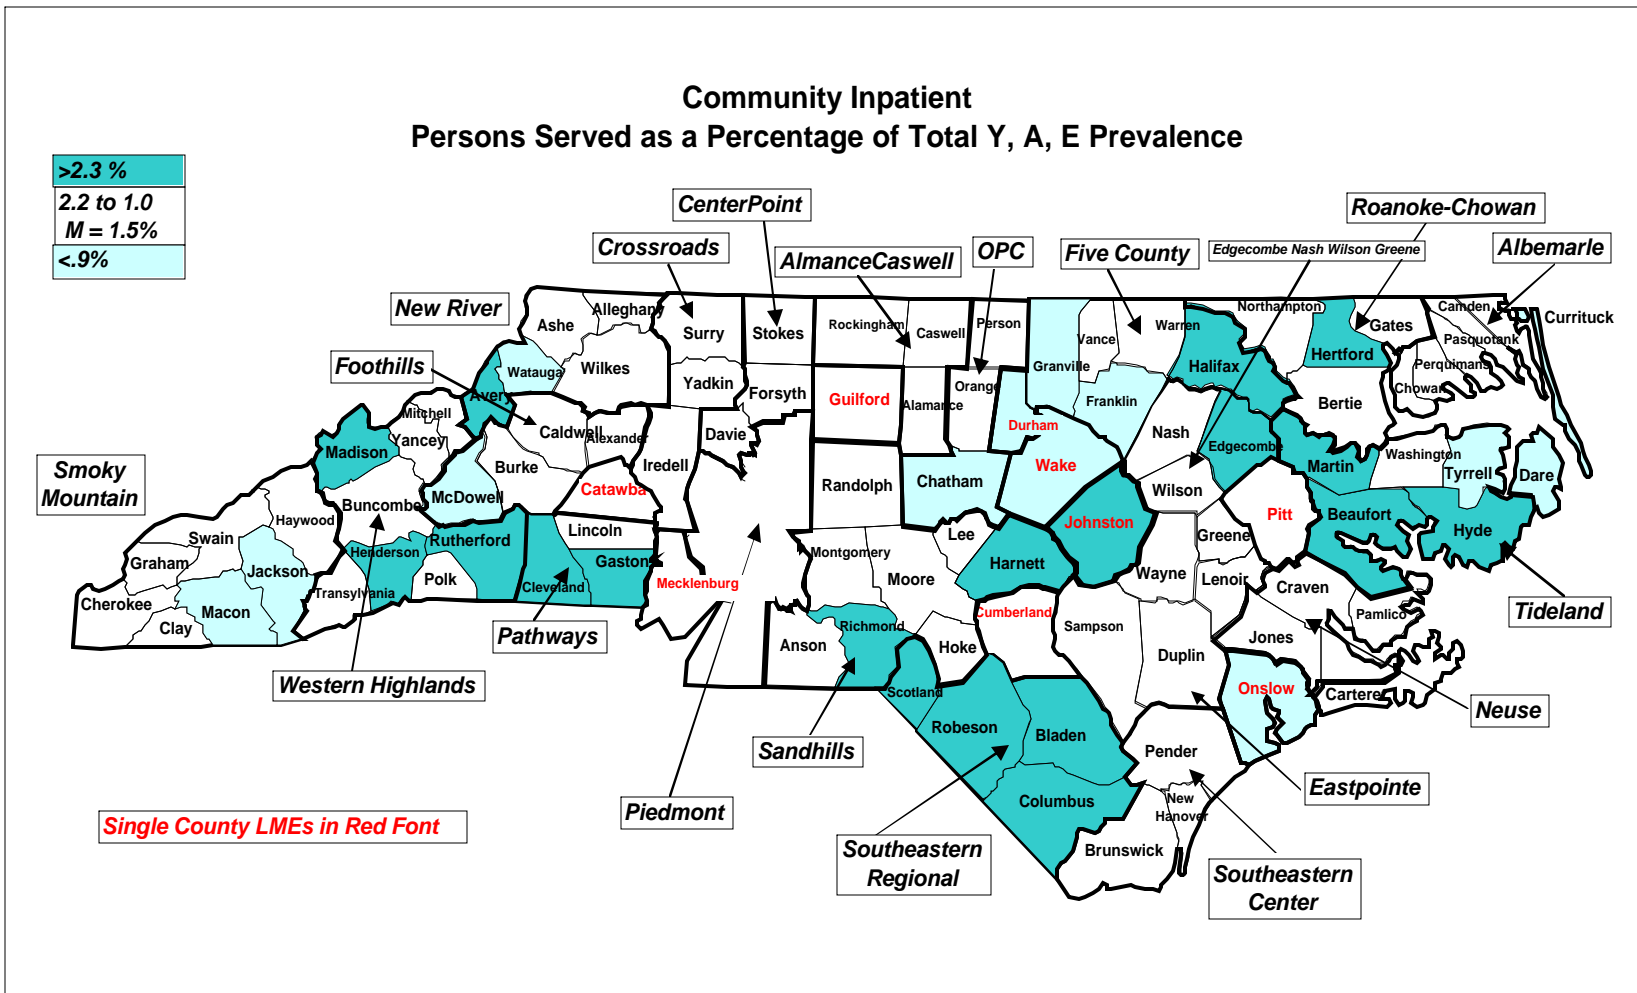 Community Inpatient
Persons Served as a Percentage of Total Y, A, E Prevalence
>2.3 %
2.2 to 1.0
M = 1.5%
<.9%
CenterPoint
Roanoke-Chowan
Crossroads
AlmanceCaswell
OPC
Five County
Edgecombe Nash Wilson Greene
Albemarle
New River
Foothills
Smoky
Mountain
Alleghany
Ashe
Surry
Stokes
Rockingham
Caswell
Person
Vance
Warren
Northampton
Gates
Camden
Currituck
Pasquotank
Perquimans
Chowan
Hertford
Halifax
Granville
Watauga
Wilkes
Yadkin
Forsyth
Guilford
Alamance
Orange
Durham
Franklin
Nash
Bertie
Avery
Mitchell
Yancey
Madison
Caldwell
Alexander
Davie
Iredell
Burke
Catawba
McDowell
Buncombe
Randolph
Chatham
Wake
Edgecombe
Martin
Washington
Tyrrell
Dare
Wilson
Pitt
Beaufort
Hyde
Haywood
Swain
Graham
Jackson
Cherokee
Macon
Clay
Henderson
Transylvania
Rutherford
Polk
Lincoln
Cleveland
Gaston
Mecklenburg
Montgomery
Moore
Lee
Harnett
Johnston
Greene
Wayne
Lenoir
Craven
Pamlico
Jones
Cumberland
Sampson
Duplin
Richmond
Anson
Hoke
Scotland
Robeson
Bladen
Onslow
Carteret
Pender
Columbus
New
Hanover
Brunswick
Pathways
Western Highlands
Tideland
Neuse
Sandhills
Eastpointe
Piedmont
Southeastern
Regional
Southeastern
Center
Single County LMEs in Red Font